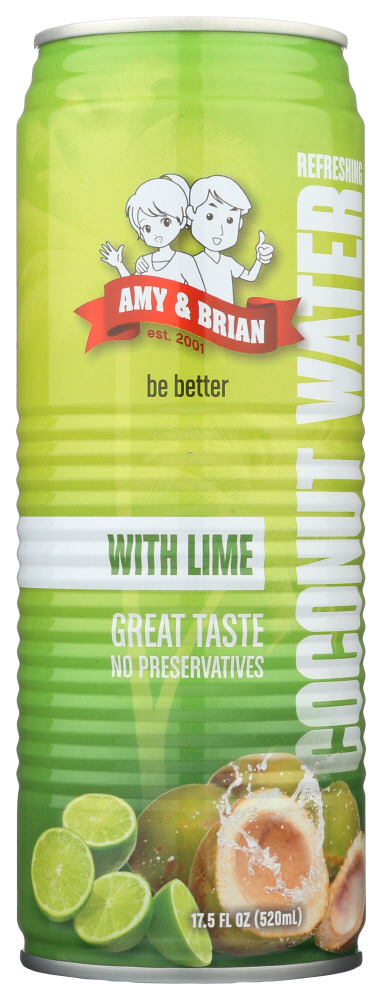 AMY & BRIAN
est. 2001
be better
REFRESHING
COCONUT WATER
WITH LIME
GREAT TASTE
NO PRESERVATIVES
17.5 FL OZ (520mL)